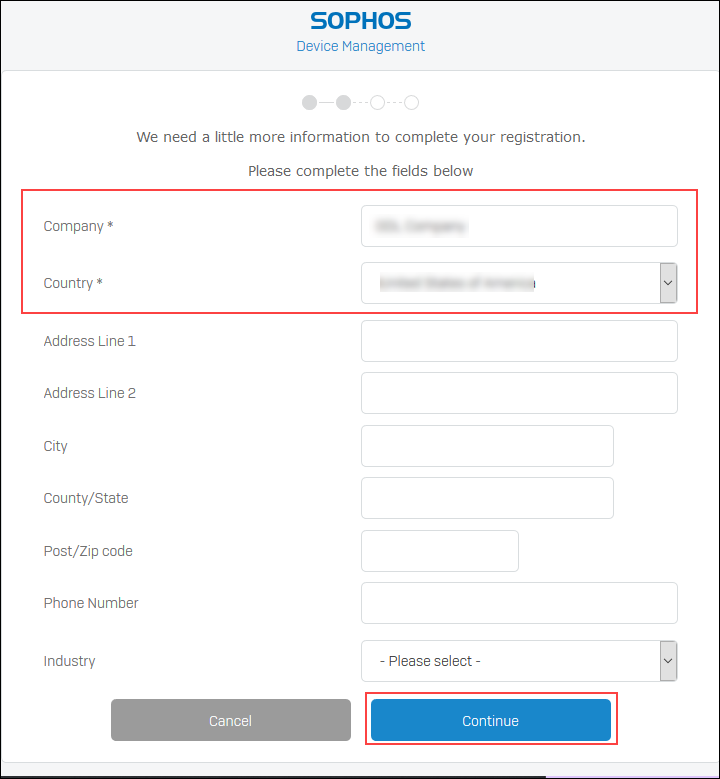 SOPHOS
Device Management
We need a little more information to complete your registration.
Please complete the fields below
Company *
Country *
Address Line 1
Address Line 2
City
County/State
Post/Zip code
Phone Number
Industry
- Please select -
Cancel
Continue